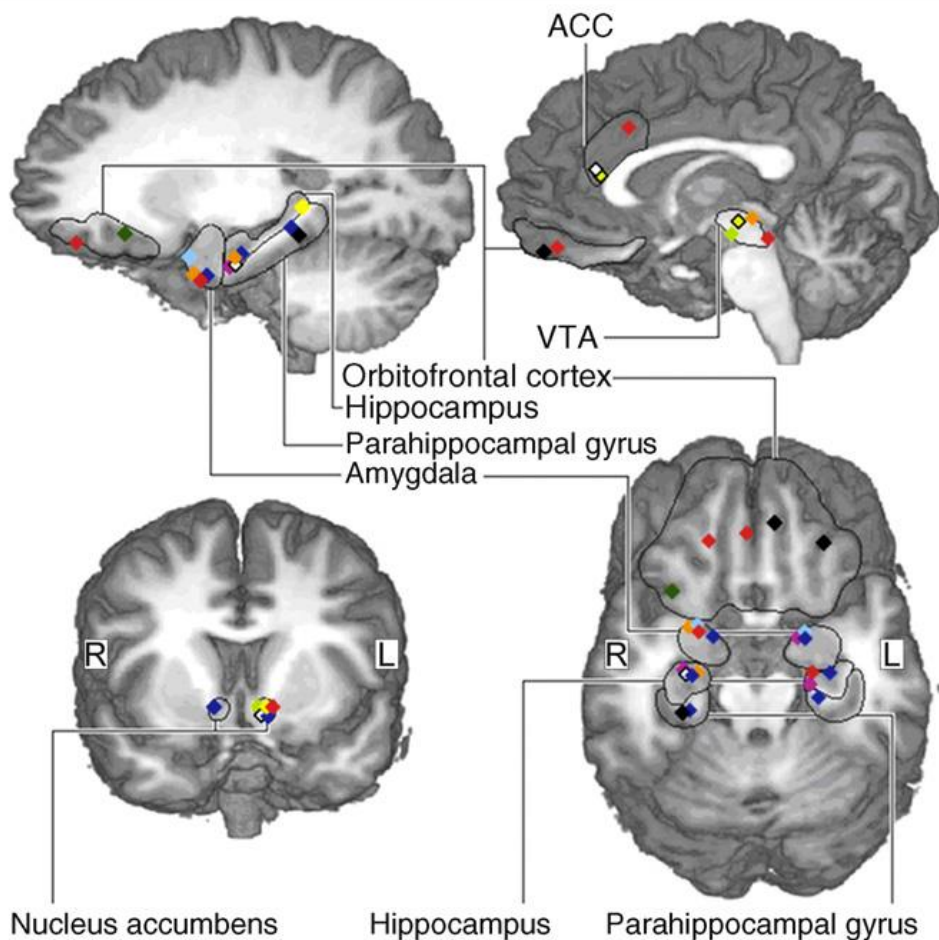 ACC
VTA
Orbitofrontal cortex
Hippocampus
Parahippocampal gyrus
Amygdala
R
L
R
L
Nucleus accumbens
Hippocampus
Parahippocampal gyrus